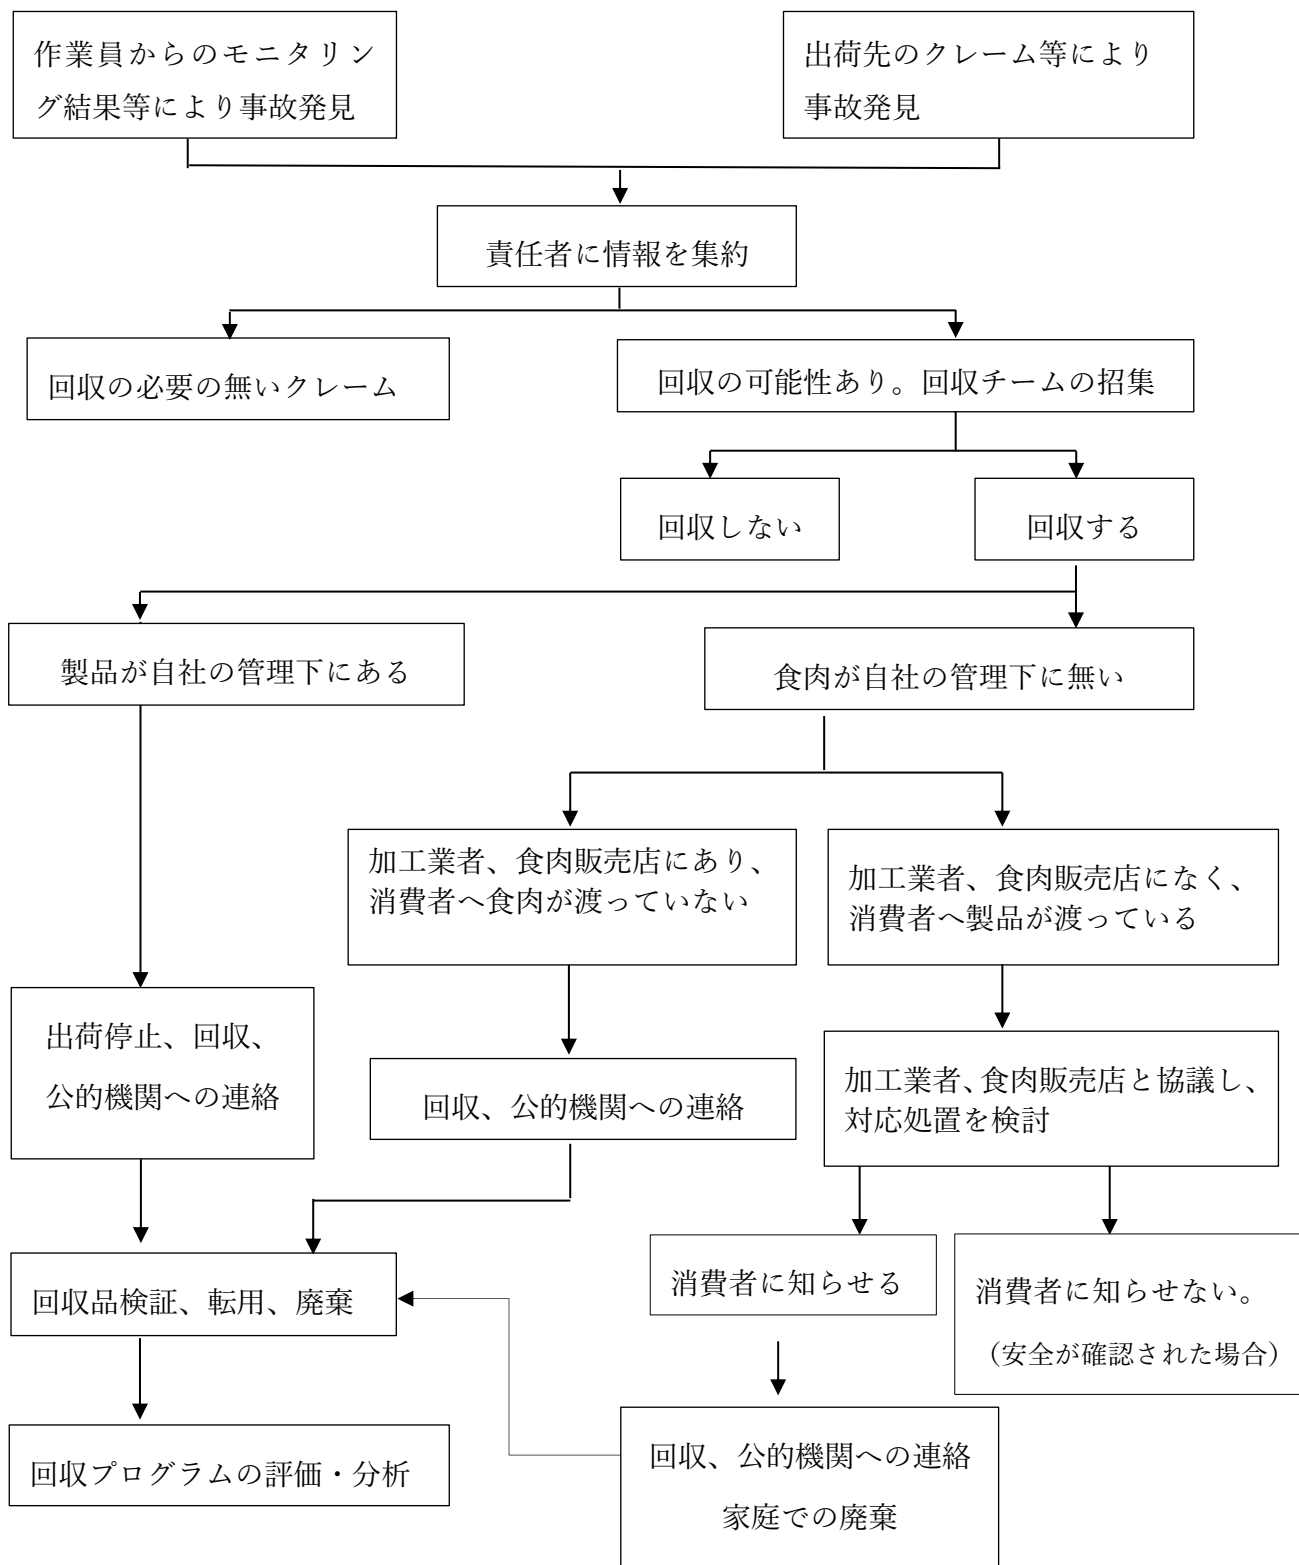 作業員からのモニタリン
グ結果等により事故発見
出荷先のクレーム等により
事故発見
責任者に情報を集約
回収の必要の無いクレーム
回収の可能性あり。回収チームの招集
回収しない
回収する
製品が自社の管理下にある
食肉が自社の管理下に無い
加工業者、食肉販売店にあり、
消費者へ食肉が渡っていない
加工業者、食肉販売店になく、
消費者へ製品が渡っている
出荷停止、回収、
公的機関への連絡
回収、公的機関への連絡
加工業者、食肉販売店と協議し、
対応処置を検討
回収品検証、転用、廃棄
消費者に知らせる
消費者に知らせない。
（安全が確認された場合）
回収プログラムの評価・分析
回収、公的機関への連絡
家庭での廃棄